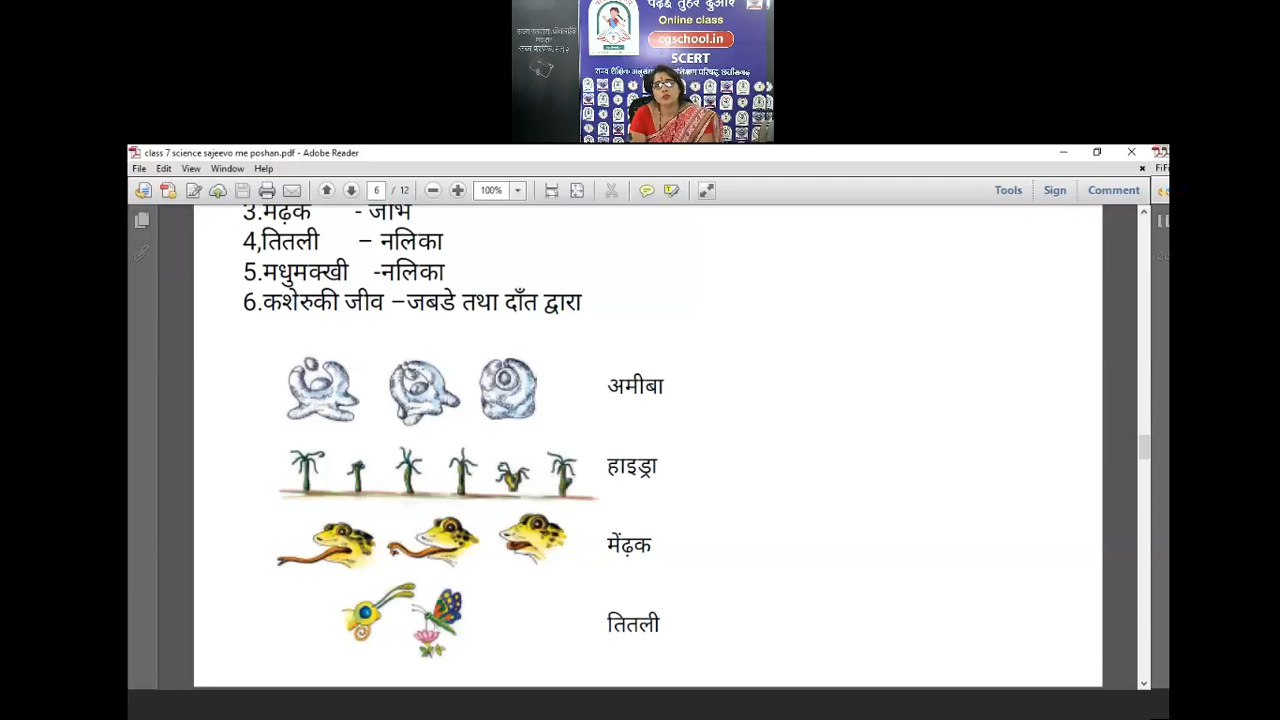 पढ़ई तुंहर दुआर
Online class
cgschool.in
SCERT
class 7 science sajeevo me poshan.pdf - Adobe Reader
File Edit View Window Help
6 / 12 100% Tools Sign Comment
3.मेंढ़क - जीभ
4,तितली – नलिका
5.मधुमक्खी -नलिका
6.कशेरुकी जीव –जबडे तथा दाँत द्वारा
अमीबा
हाइड्रा
मेंढ़क
तितली